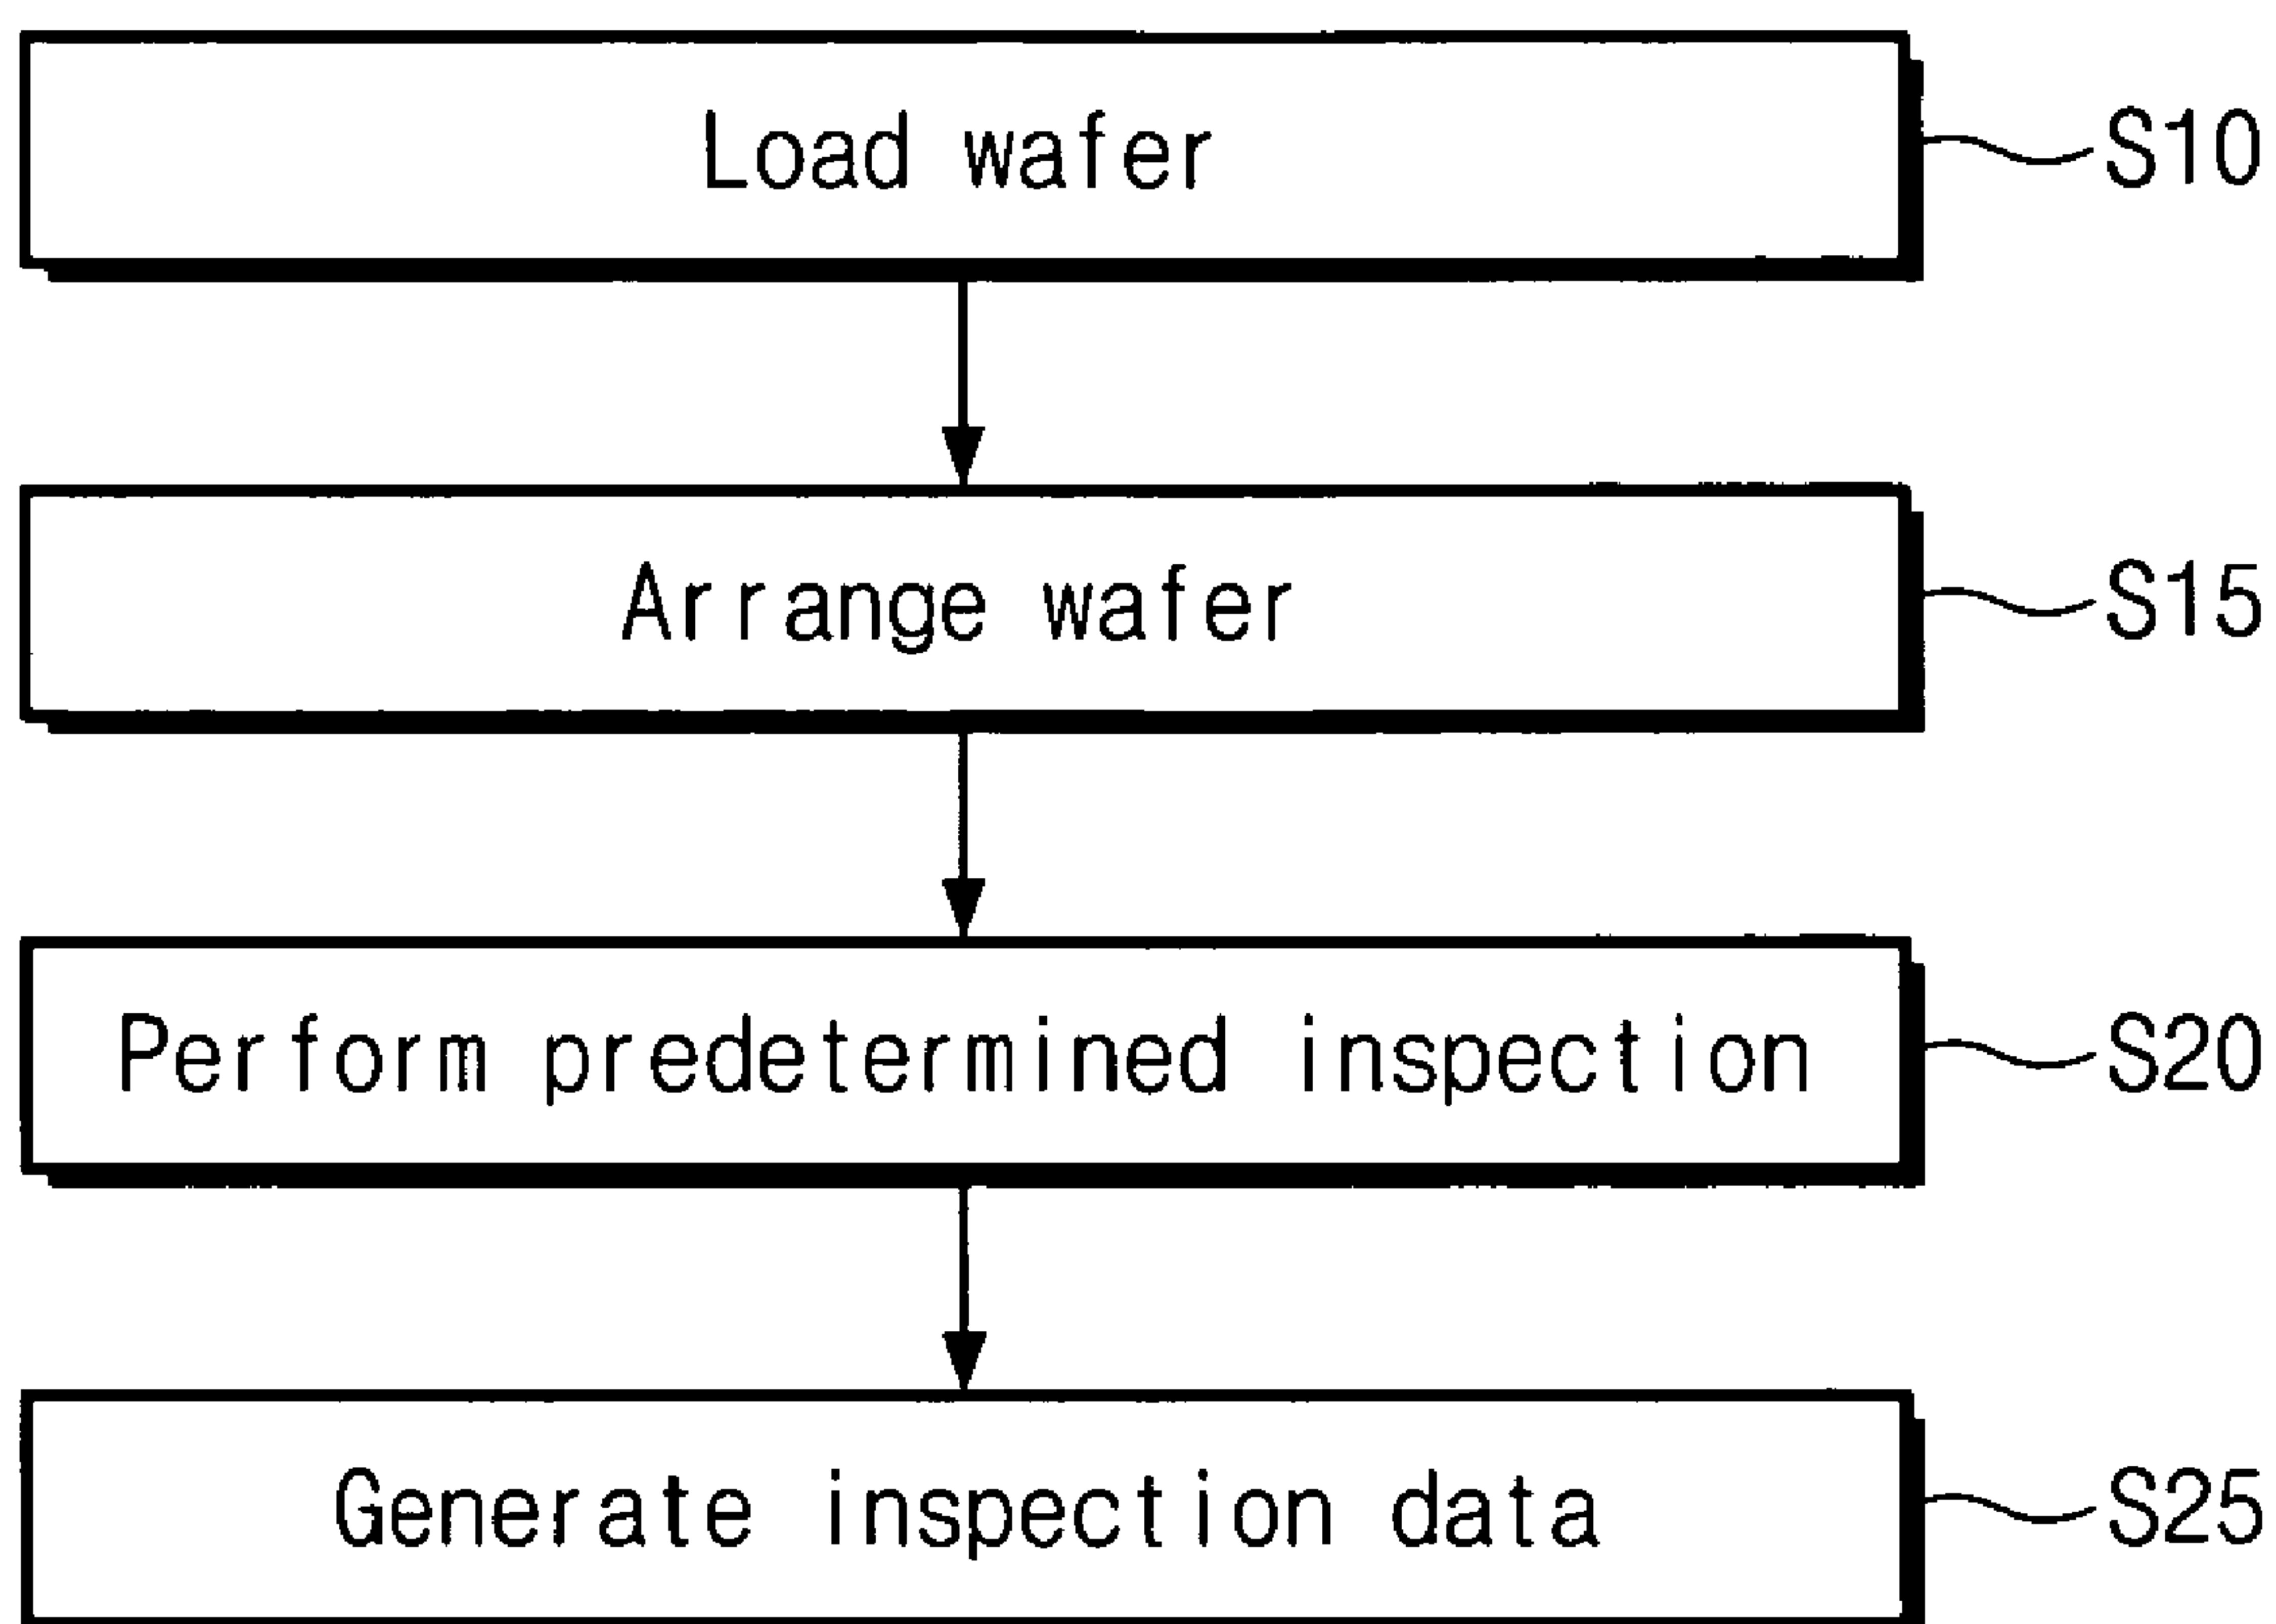 Load wafer S10
Arrange wafer S15
Perform predetermined inspection S20
Generate inspection data S25